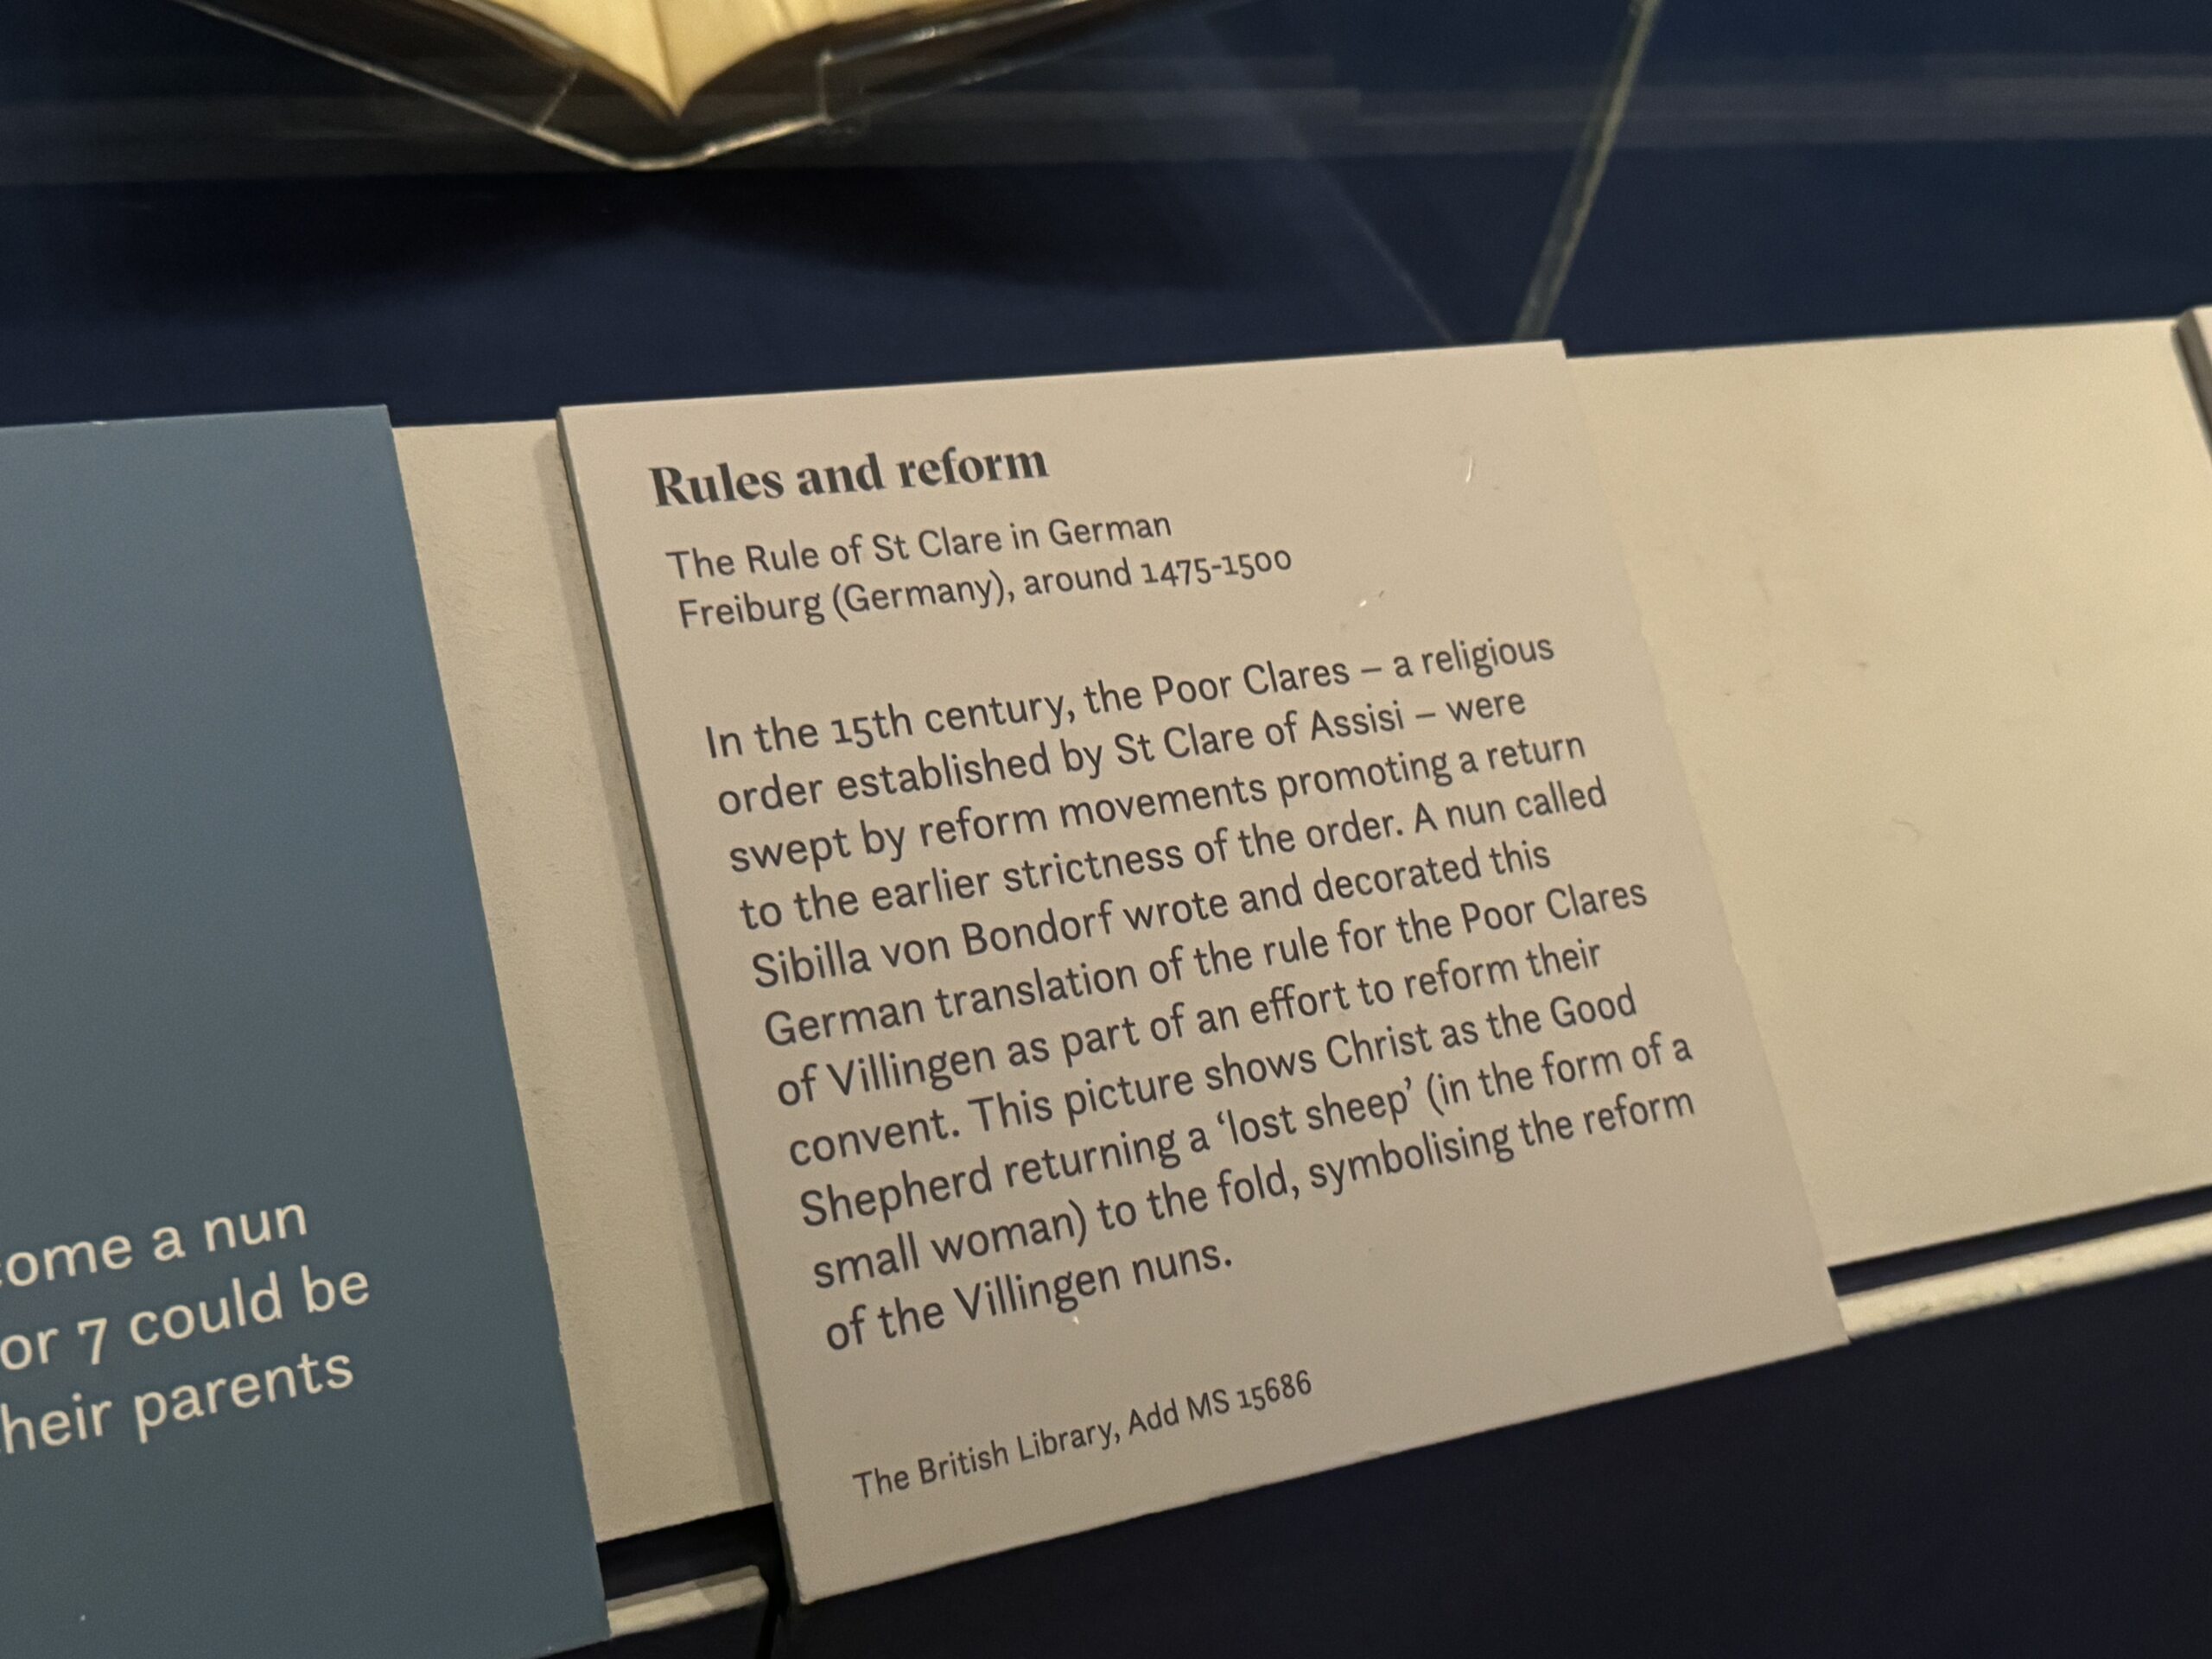 Rules and reform
The Rule of St Clare in German
Freiburg (Germany), around 1475-1500
In the 15th century, the Poor Clares – a religious
order established by St Clare of Assisi – were
swept by reform movements promoting a return
to the earlier strictness of the order. A nun called
Sibilla von Bondorf wrote and decorated this
German translation of the rule for the Poor Clares
of Villingen as part of an effort to reform their
convent. This picture shows Christ as the Good
Shepherd returning a ‘lost sheep’ (in the form of a
small woman) to the fold, symbolising the reform
of the Villingen nuns.
The British Library, Add MS 15686
a nun
or 7 could be
parents